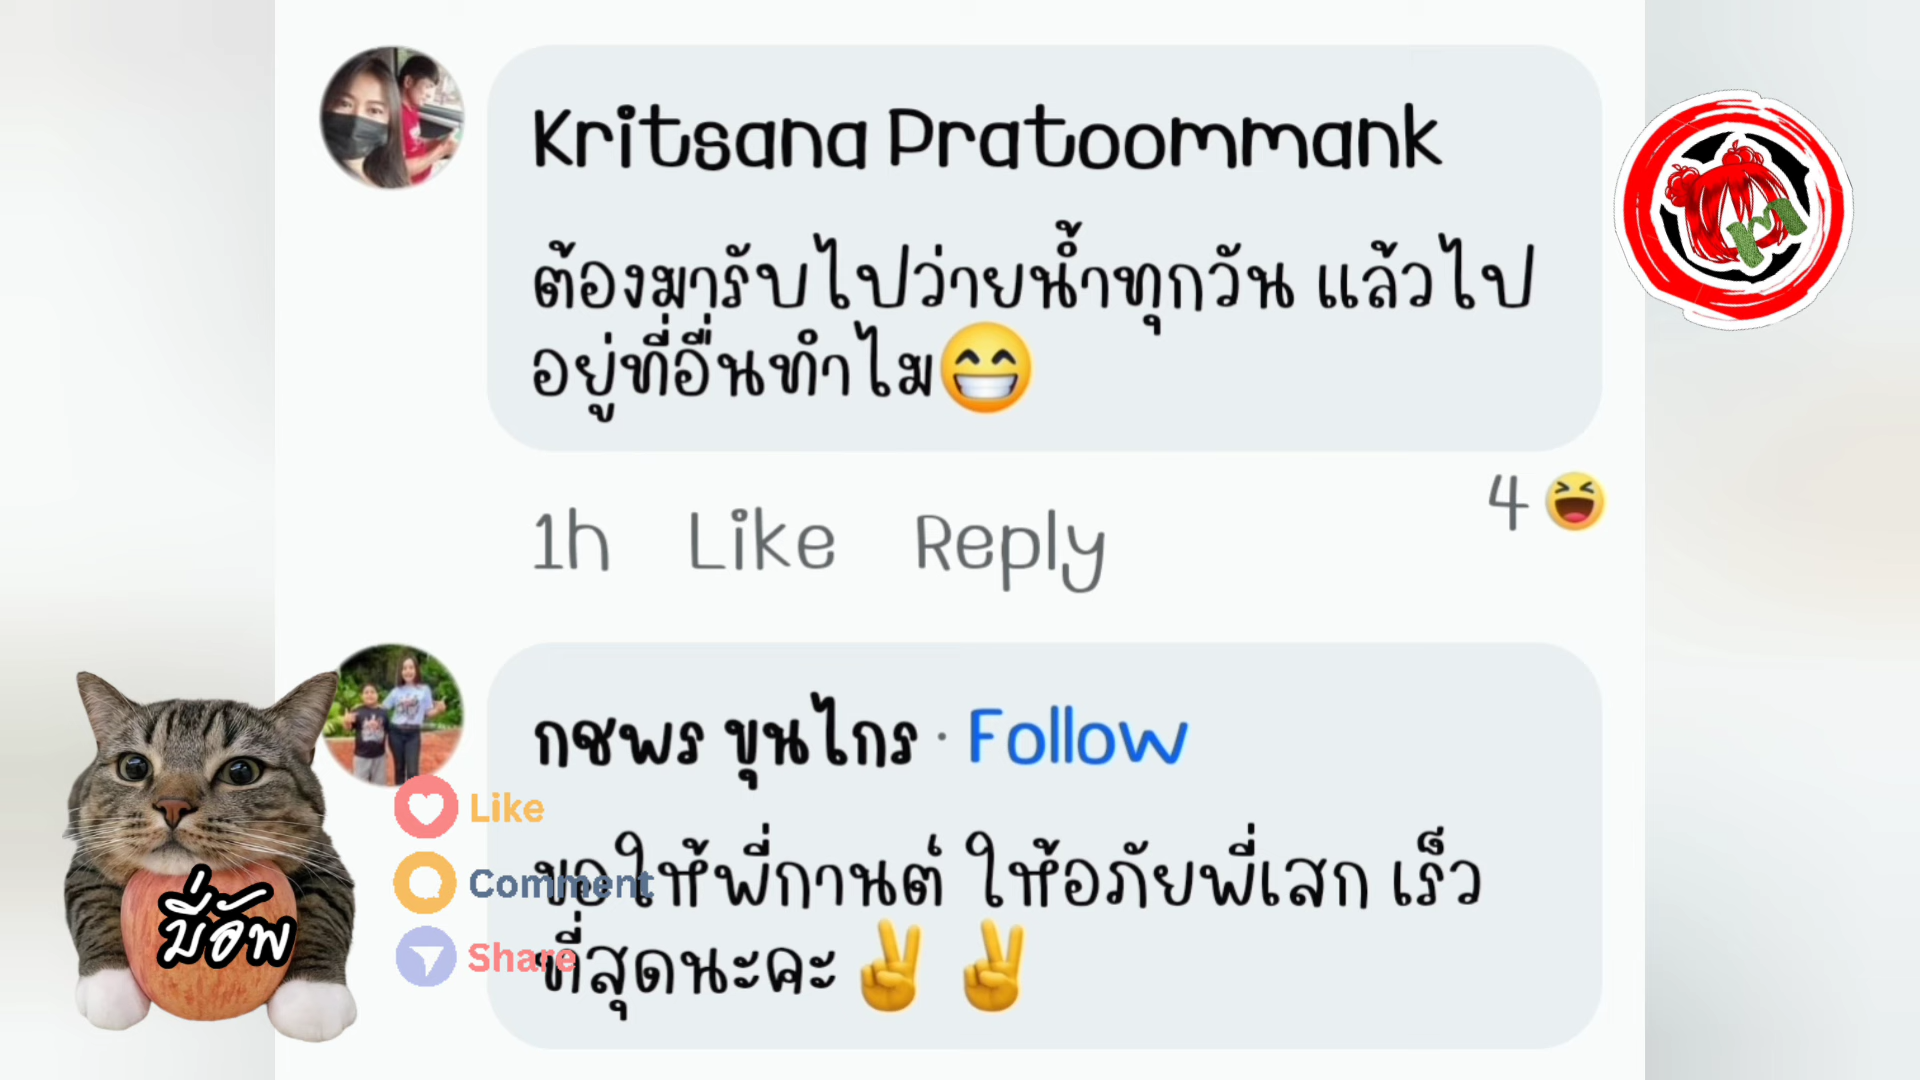 Kritsana Pratoommank
ต้องมารับไปว่ายน้ำทุกวัน แล้วไป
อยู่ที่อื่นทำไม😁
4 😆
1h Like Reply
กชพร ขุนไกร · Follow
Like
ขอให้พี่กานต์ ให้อภัยพี่เสก เร็ว
Comment
ที่สุดนะคะ✌️ ✌️
Share
มี่อัพ
M